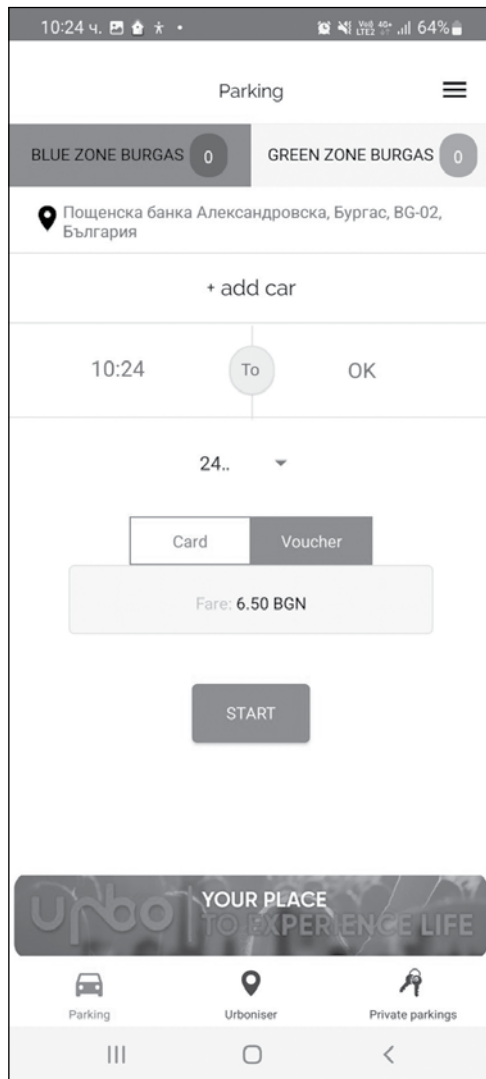 10:24 ч.
64%
Parking
BLUE ZONE BURGAS 0
GREEN ZONE BURGAS 0
Пощенска банка Александровска, Бургас, BG-02,
България
+ add car
10:24 To OK
24..
Card Voucher
Fare: 6.50 BGN
START
urbo YOUR PLACE
TO EXPERIENCE LIFE
Parking Urboniser Private parkings